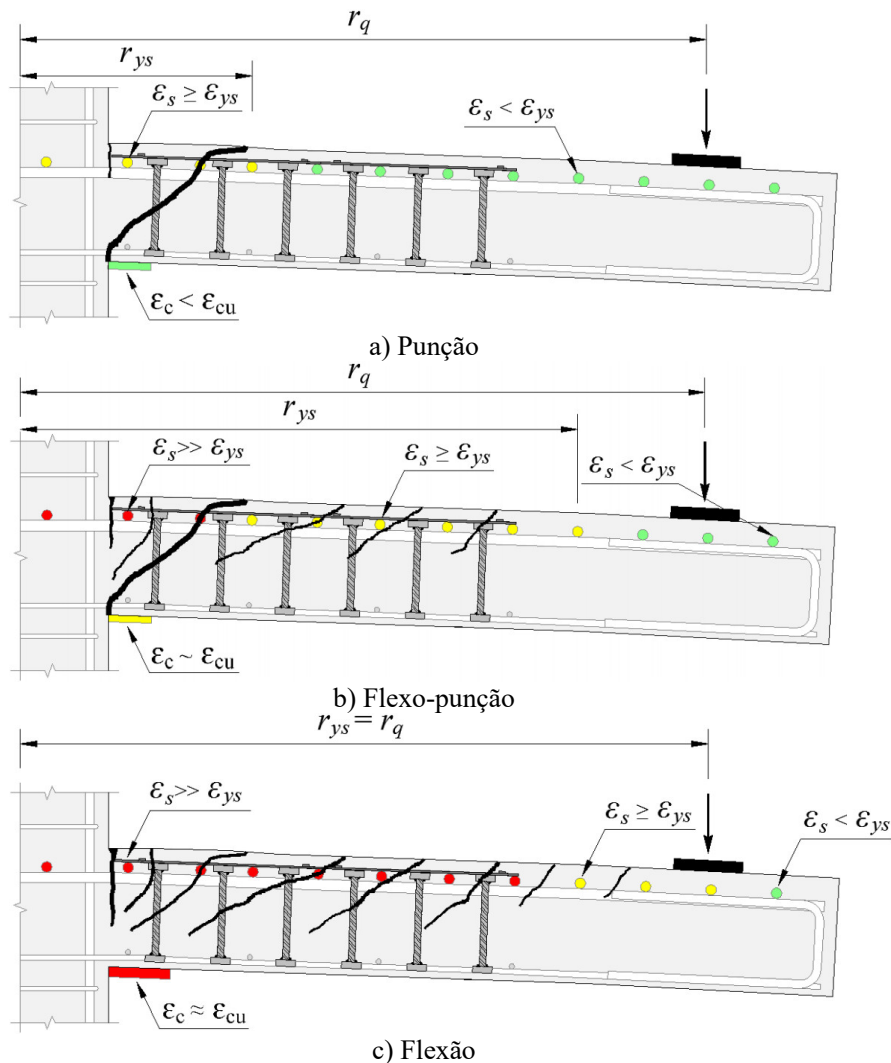 r_q
r_ys
ε_s ≥ ε_ys
ε_s < ε_ys
ε_c < ε_cu
a) Punção
r_q
r_ys
ε_s >> ε_ys
ε_s ≥ ε_ys
ε_s < ε_ys
ε_c ~ ε_cu
b) Flexo-punção
r_ys = r_q
ε_s >> ε_ys
ε_s ≥ ε_ys
ε_s < ε_ys
ε_c ≈ ε_cu
c) Flexão